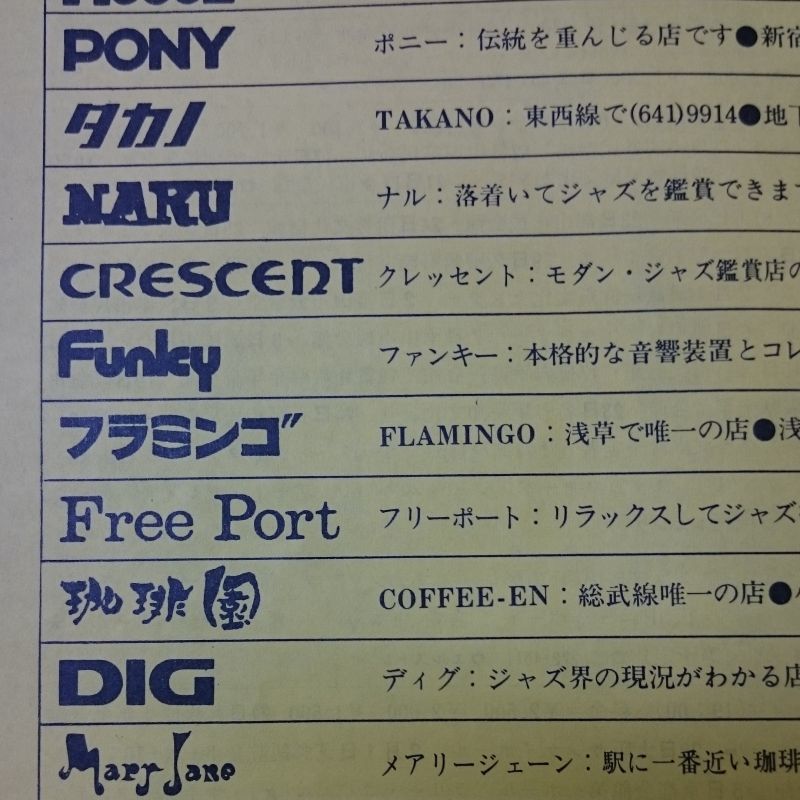 PONY ポニー：伝統を重んじる店です●新宿
タカノ TAKANO：東西線で(641)9914●地下
NARU ナル：落着いてジャズを鑑賞できます
CRESCENT クレッセント：モダン・ジャズ鑑賞店の
Funky ファンキー：本格的な音響装置とコレ
フラミンゴ FLAMINGO：浅草で唯一の店●浅
Free Port フリーポート：リラックスしてジャズ
珈琲園 COFFEE-EN：総武線唯一の店●
DIG ディグ：ジャズ界の現況がわかる店
Mary Jane メアリージェーン：駅に一番近い珈琲